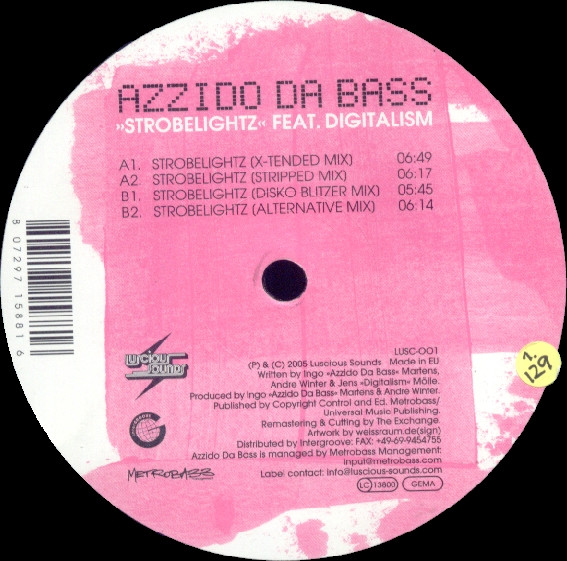 AZZIDO DA BASS
»STROBELIGHTZ« FEAT. DIGITALISM
A1. STROBELIGHTZ (X-TENDED MIX) 06:49
A2. STROBELIGHTZ (STRIPPED MIX) 06:17
B1. STROBELIGHTZ (DISKO BLITZER MIX) 05:45
B2. STROBELIGHTZ (ALTERNATIVE MIX) 06:14
8 07297 15881 6
1.
129
LUSCIOUS
SOUNDS
LUSC-001
(P) & (C) 2005 Luscious Sounds Made in EU
Written by Ingo »Azzido Da Bass« Martens,
Andre Winter & Jens »Digitalism« Mölle.
Produced by Ingo »Azzido Da Bass« Martens & Andre Winter.
Published by Copyright Control and Ed. Metrobass/
Universal Music Publishing.
Remastering & Cutting by The Exchange.
Artwork by weissraum.de(sign)
Distributed by Intergroove: FAX: +49-69-9454755
Azzido Da Bass is managed by Metrobass Management:
input@metrobass.com
Label contact: info@luscious-sounds.com
METROBASS
LC 13800 GEMA